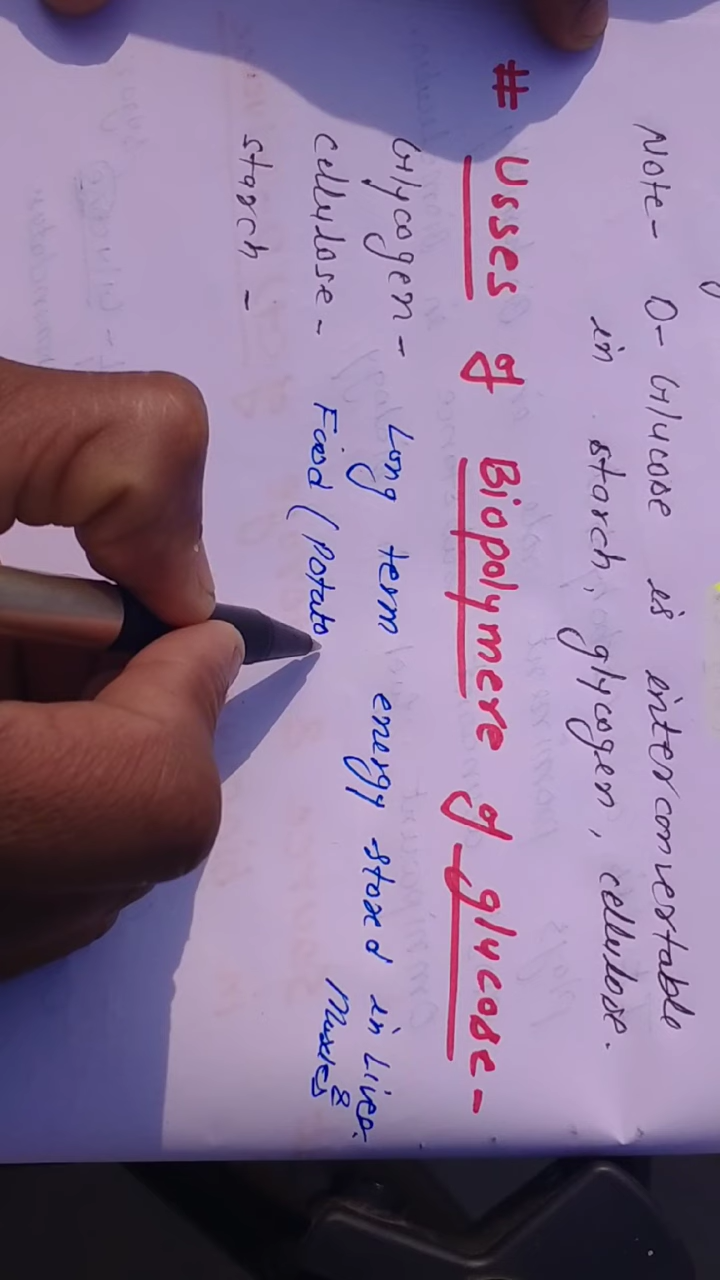 Note- D-Glucose is interconvertable
in starch, glycogen, cellulose.
# Usses of Biopolymere of glucose-
Glycogen- Long term energy stored in Liver
& Muscles
cellulose- Food (Potato
starch -